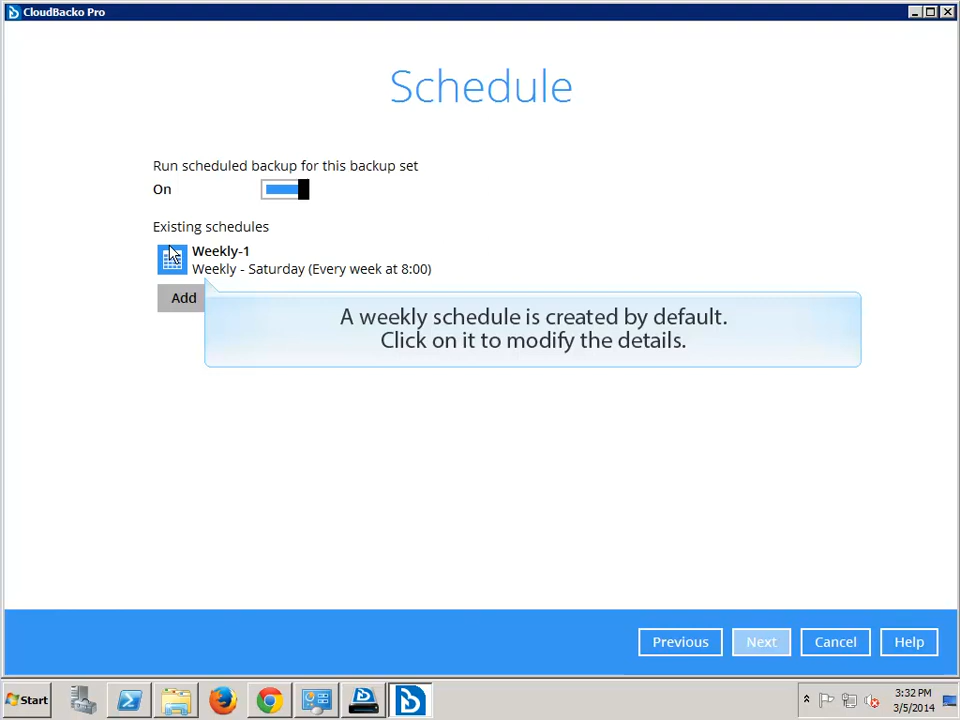 CloudBacko Pro
Schedule
Run scheduled backup for this backup set
On
Existing schedules
Weekly-1
Weekly - Saturday (Every week at 8:00)
Add
A weekly schedule is created by default.
Click on it to modify the details.
Previous
Next
Cancel
Help
Start
3:32 PM
3/5/2014